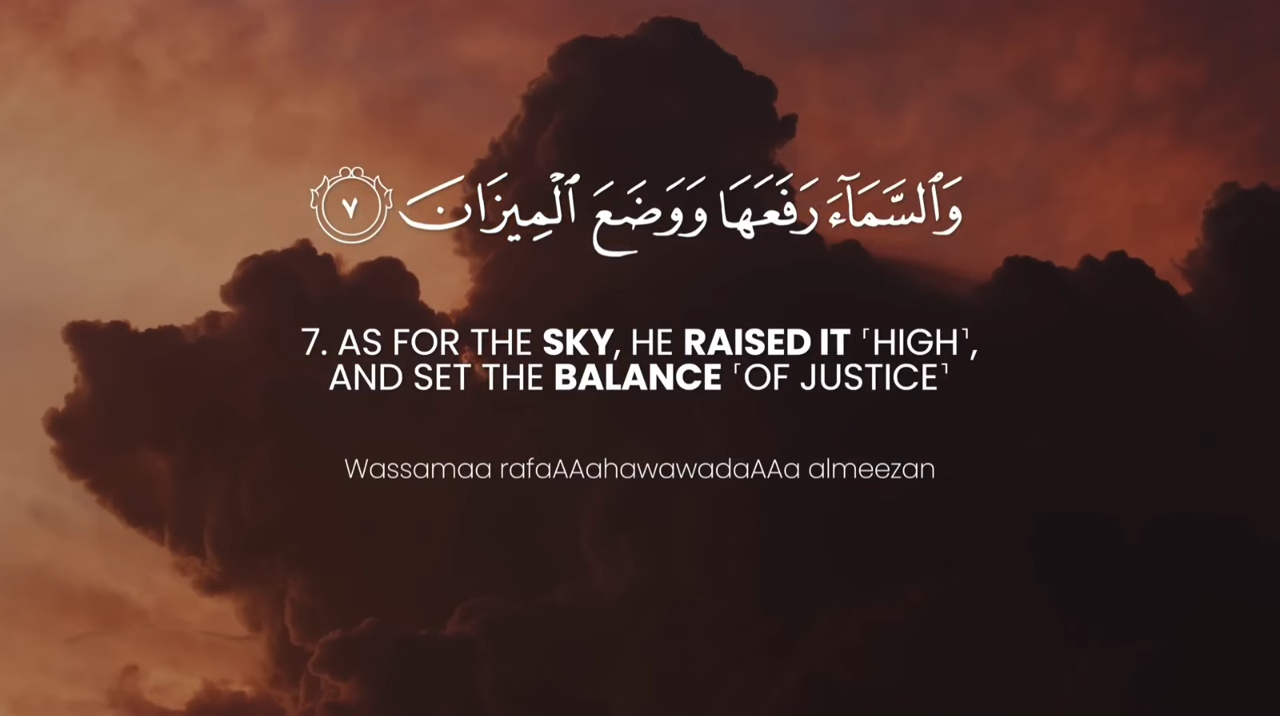 وَٱلسَّمَآءَ رَفَعَهَا وَوَضَعَ ٱلْمِيزَانَ ٧
7. AS FOR THE SKY, HE RAISED IT ˹HIGH˺,
AND SET THE BALANCE ˹OF JUSTICE˺
Wassamaa rafaAAahawawadaAAa almeezan